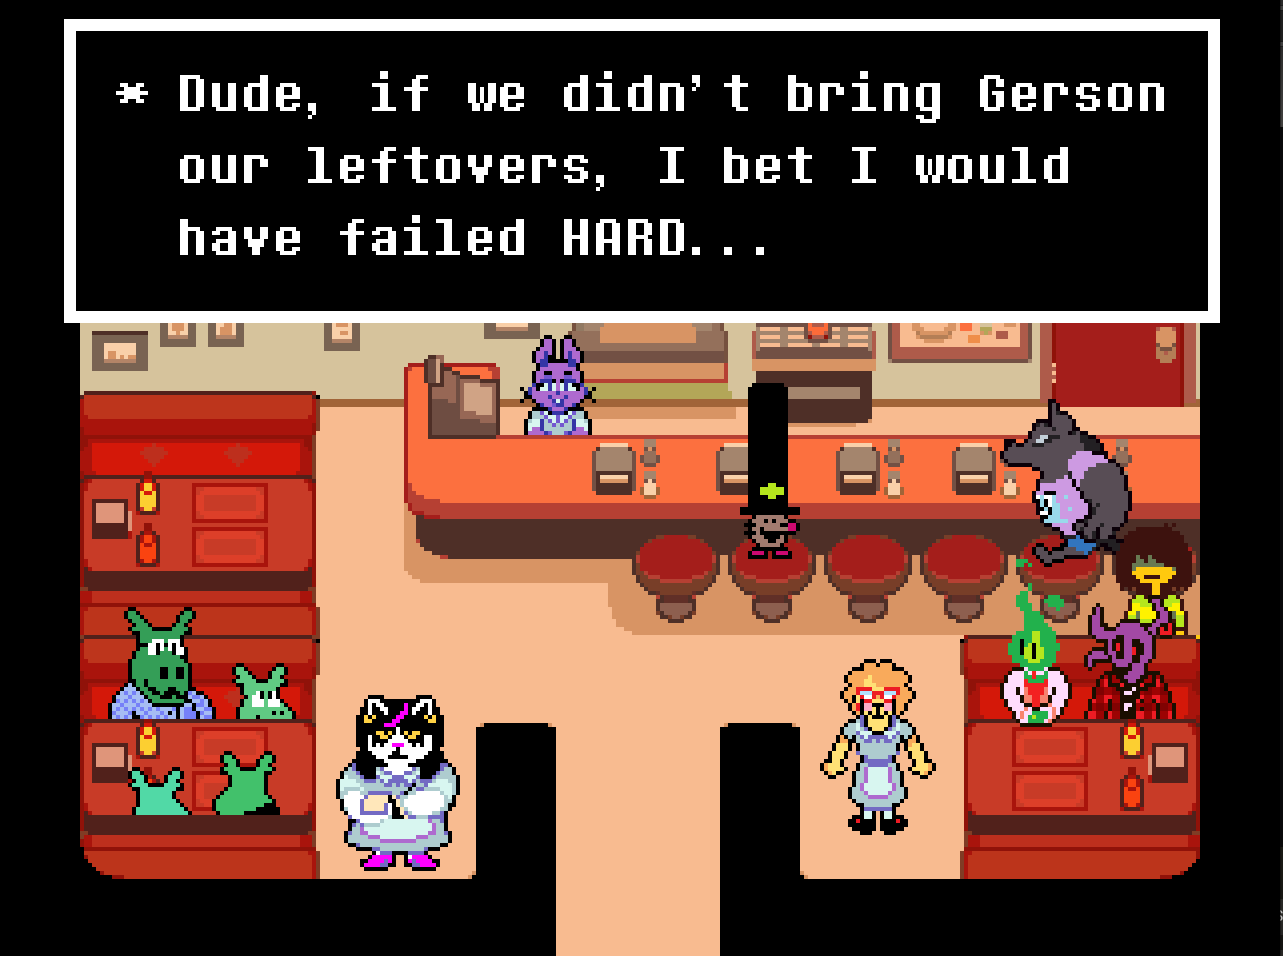 * Dude, if we didn't bring Gerson
our leftovers, I bet I would
have failed HARD...